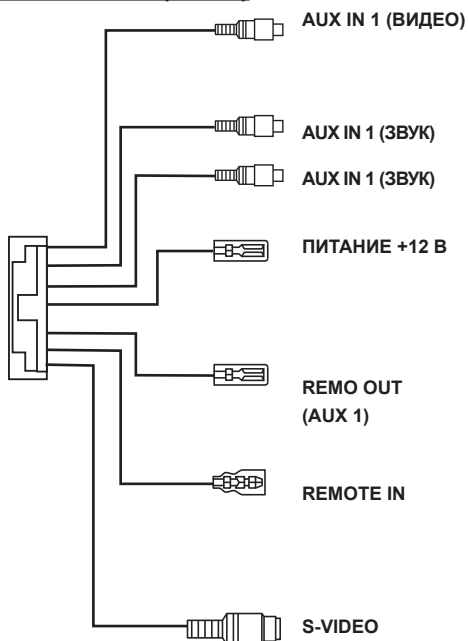 AUX IN 1 (ВИДЕО)
AUX IN 1 (ЗВУК)
AUX IN 1 (ЗВУК)
ПИТАНИЕ +12 В
REMO OUT
(AUX 1)
REMOTE IN
S-VIDEO